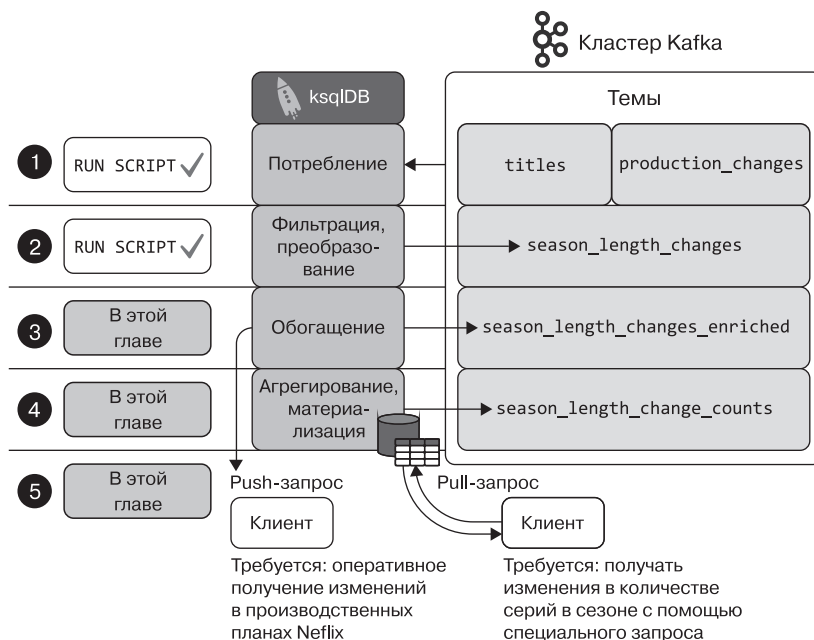 Кластер Kafka
ksqlDB
Темы
1
RUN SCRIPT
Потребление
titles
production_changes
2
RUN SCRIPT
Фильтрация,
преобразо-
вание
season_length_changes
3
В этой
главе
Обогащение
season_length_changes_enriched
4
В этой
главе
Агрегирование,
материа-
лизация
season_length_change_counts
5
В этой
главе
Push-запрос
Клиент
Требуется: оперативное
получение изменений
в производственных
планах Neflix
Pull-запрос
Клиент
Требуется: получать
изменения в количестве
серий в сезоне с помощью
специального запроса